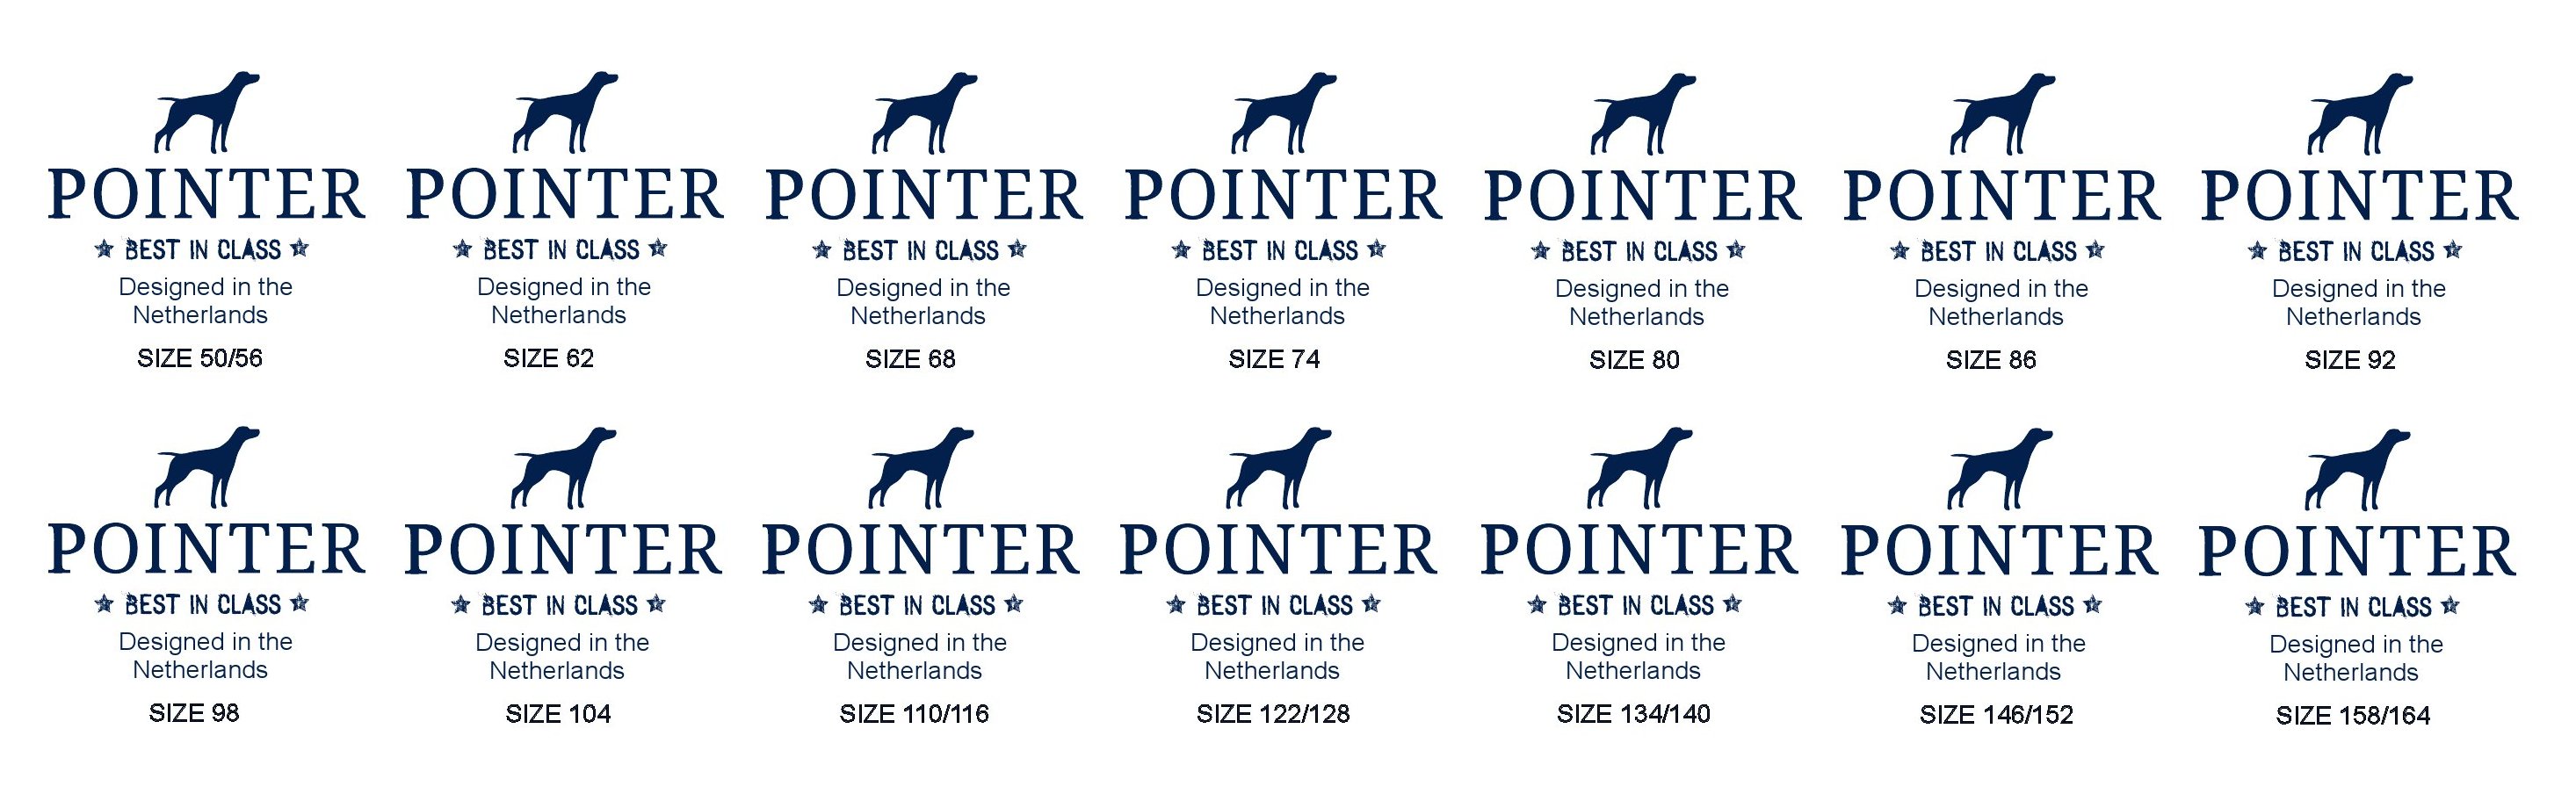 POINTER POINTER POINTER POINTER POINTER POINTER POINTER
BEST IN CLASS BEST IN CLASS BEST IN CLASS BEST IN CLASS BEST IN CLASS BEST IN CLASS BEST IN CLASS
Designed in the Designed in the Designed in the Designed in the Designed in the Designed in the Designed in the
Netherlands Netherlands Netherlands Netherlands Netherlands Netherlands Netherlands
SIZE 50/56 SIZE 62 SIZE 68 SIZE 74 SIZE 80 SIZE 86 SIZE 92
POINTER POINTER POINTER POINTER POINTER POINTER POINTER
BEST IN CLASS BEST IN CLASS BEST IN CLASS BEST IN CLASS BEST IN CLASS BEST IN CLASS BEST IN CLASS
Designed in the Designed in the Designed in the Designed in the Designed in the Designed in the Designed in the
Netherlands Netherlands Netherlands Netherlands Netherlands Netherlands Netherlands
SIZE 98 SIZE 104 SIZE 110/116 SIZE 122/128 SIZE 134/140 SIZE 146/152 SIZE 158/164